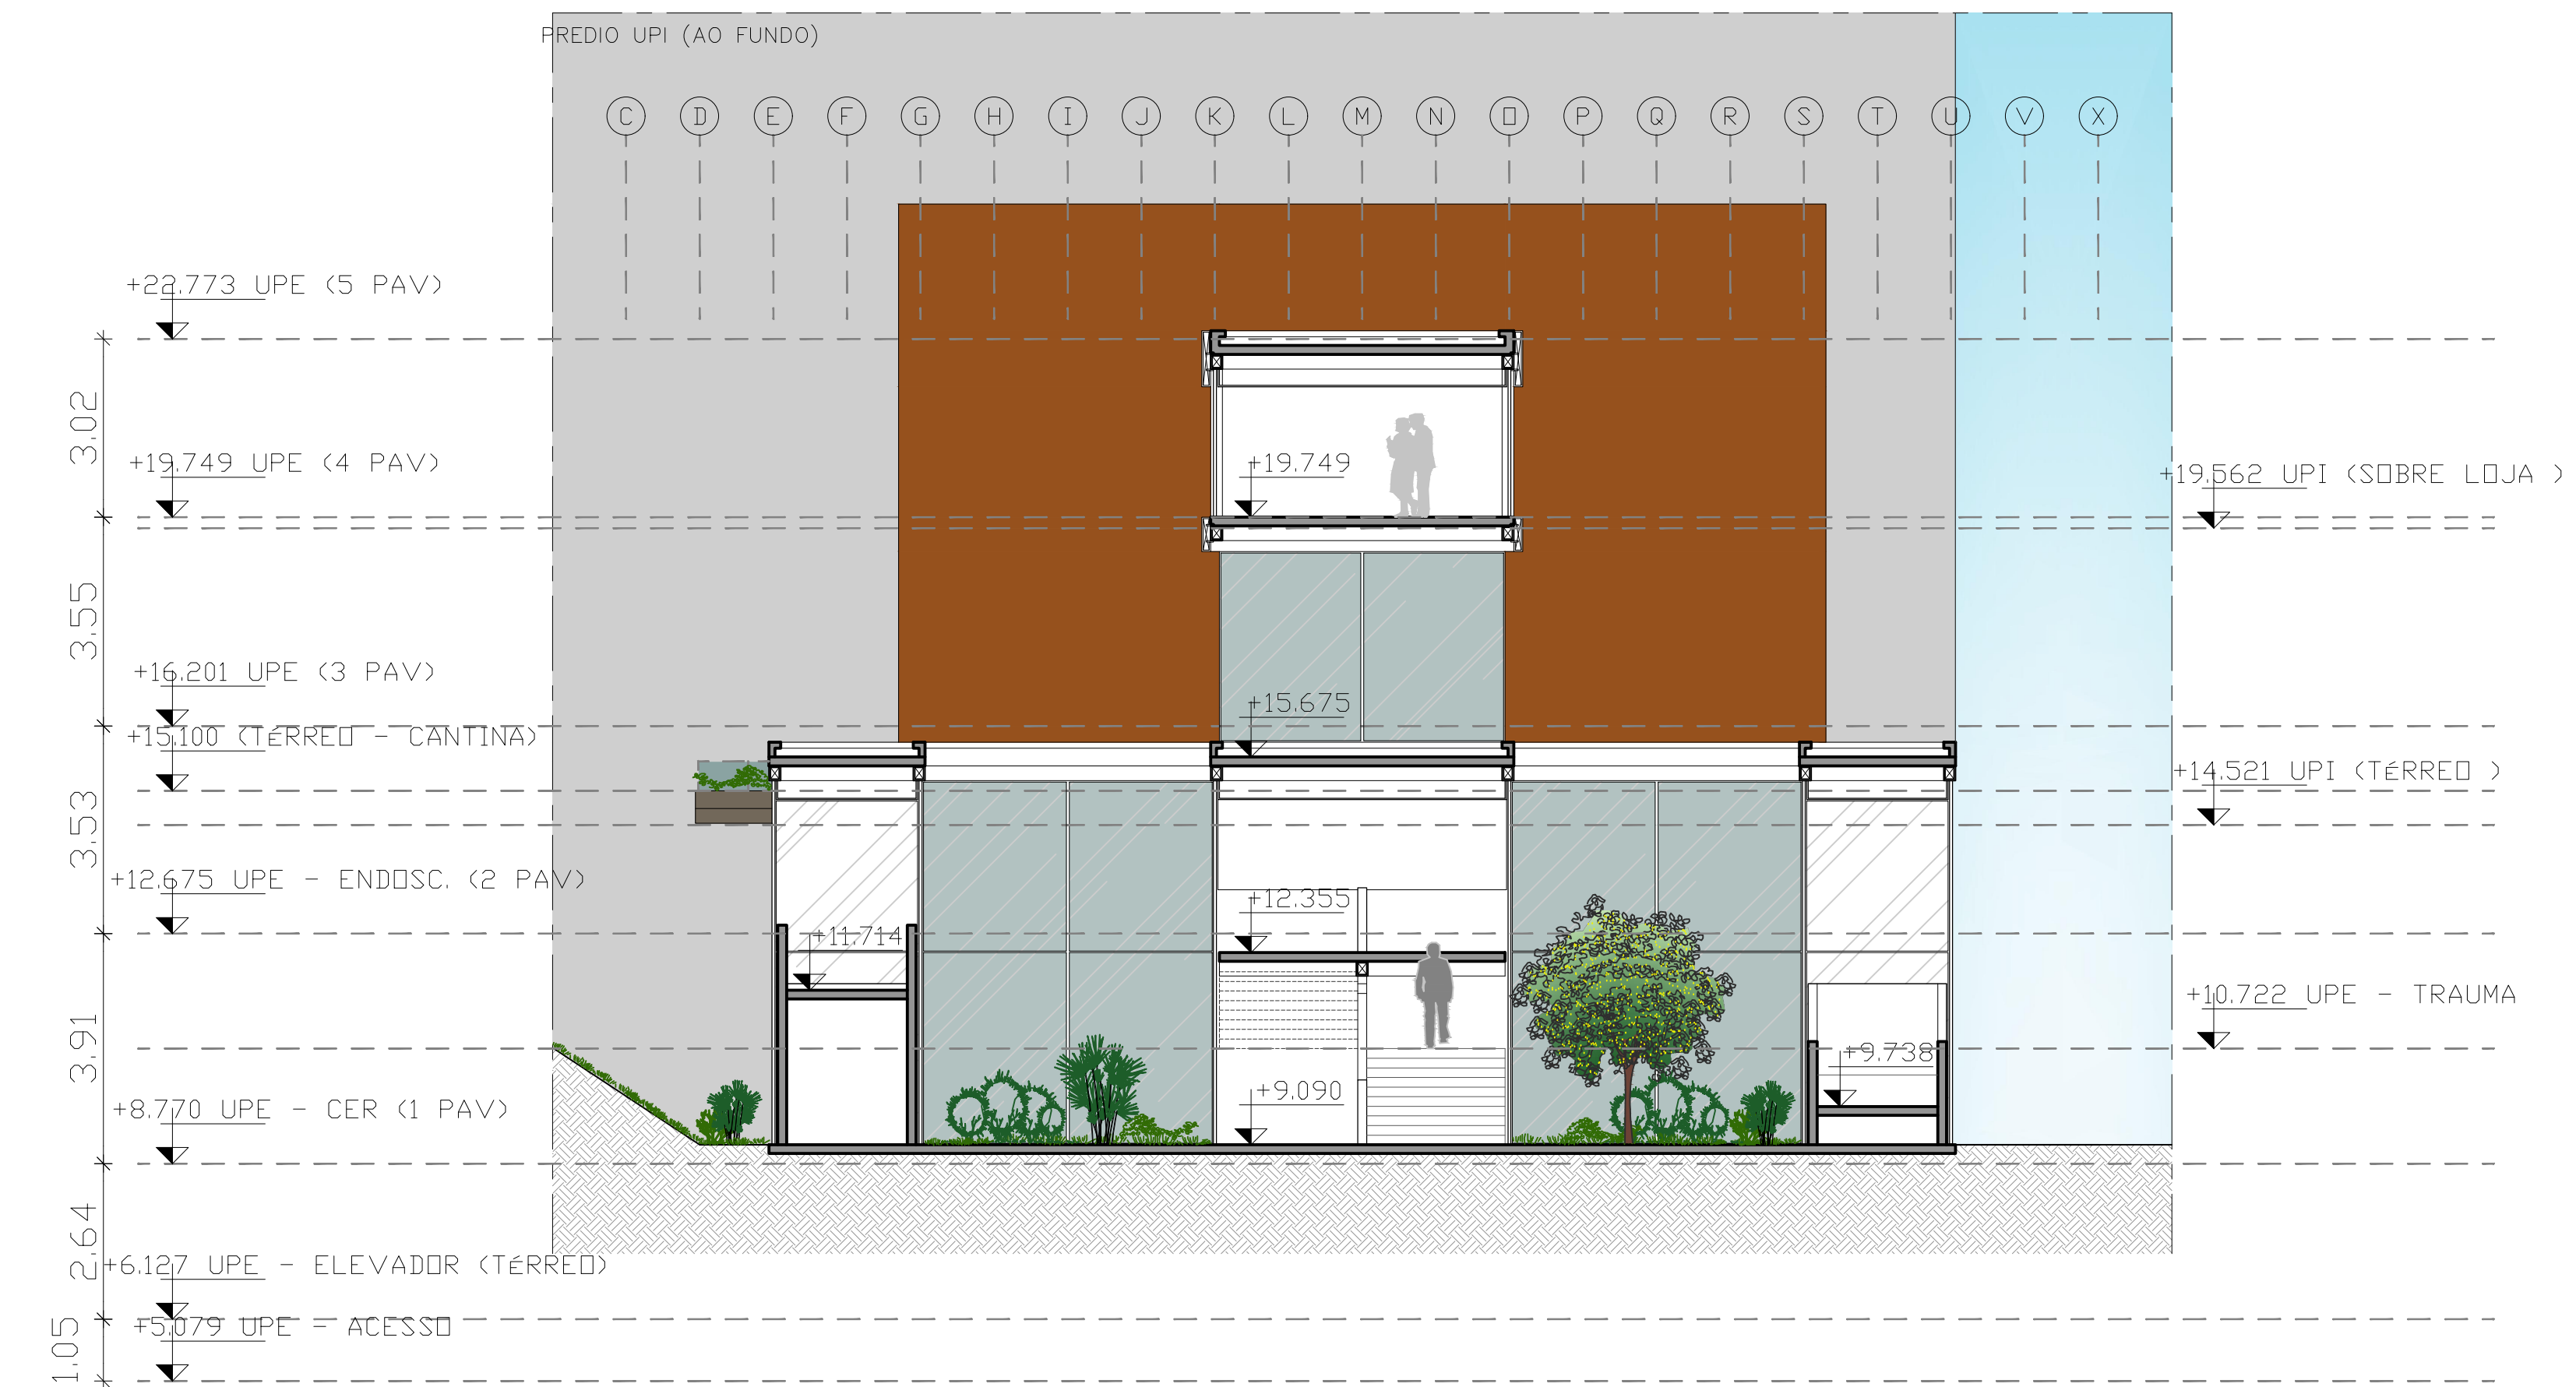 PREDIO UPI (AO FUNDO)
C D E F G H I J K L M N O P Q R S T U V X
+22.773 UPE (5 PAV)
3.02
+19.749 UPE (4 PAV)
+19.749
+19.562 UPI (SOBRE LOJA )
3.55
+16.201 UPE (3 PAV)
+15.675
+15.100 (TÉRREO - CANTINA)
+14.521 UPI (TÉRREO )
3.53
+12.675 UPE - ENDOSC. (2 PAV)
+12.355
+11.714
+10.722 UPE - TRAUMA
3.91
+9.738
+9.090
+8.770 UPE - CER (1 PAV)
2.64
+6.127 UPE - ELEVADOR (TÉRREO)
+5.079 UPE - ACESSO
1.05